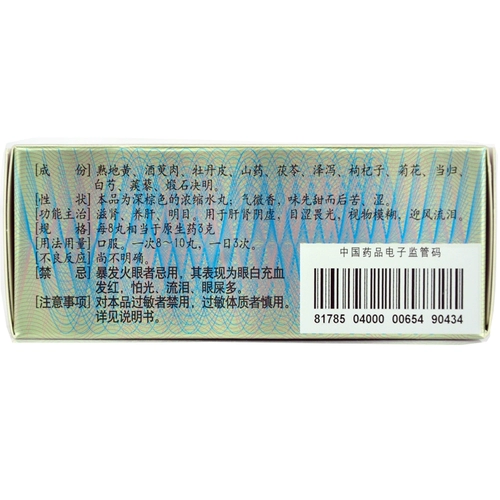 [成　份] 熟地黄、酒萸肉、牡丹皮、山药、茯苓、泽泻、枸杞子、菊花、当归、
白芍、蒺藜、煅石决明。
[性　状] 本品为深棕色的浓缩水丸；气微香，味先甜而后苦、涩。
[功能主治] 滋肾、养肝、明目。用于肝肾阴虚，目涩畏光，视物模糊，迎风流泪。
[规　格] 每8丸相当于原生药3克
[用法用量] 口服。一次8～10丸，一日3次。
[不良反应] 尚不明确。
[禁　忌] 暴发火眼者忌用，其表现为眼白充血
发红，怕光，流泪，眼屎多。
[注意事项] 对本品过敏者禁用，过敏体质者慎用。
详见说明书。
中国药品电子监管码
81785 04000 00654 90434